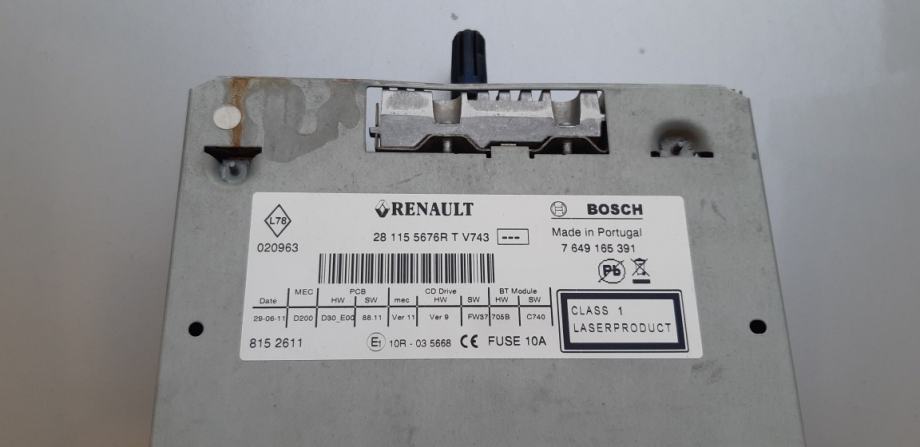 L78
RENAULT
BOSCH
020963
28 115 5676R T V743 ---
Made in Portugal
7 649 165 391
Pb
Date MEC PCB HW SW CD Drive mec HW SW BT Module HW SW
29-06-11 D200 D30_E00 88.11 Ver 11 Ver 9 FW37 705B C740
CLASS 1
LASERPRODUCT
815 2611
E1 10R - 03 5668 CE FUSE 10A